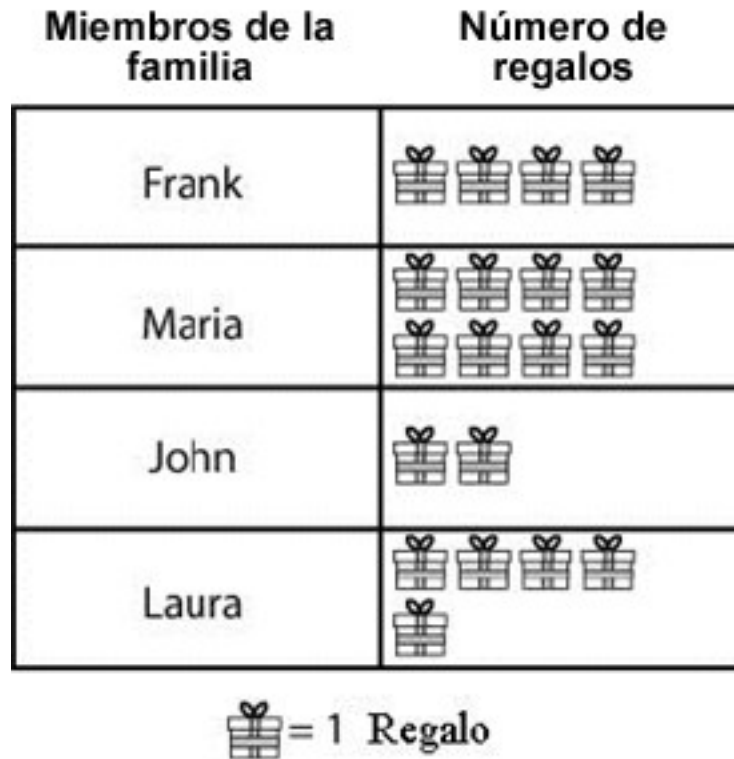 Miembros de la
familia
Número de
regalos
Frank
Maria
John
Laura
= 1 Regalo